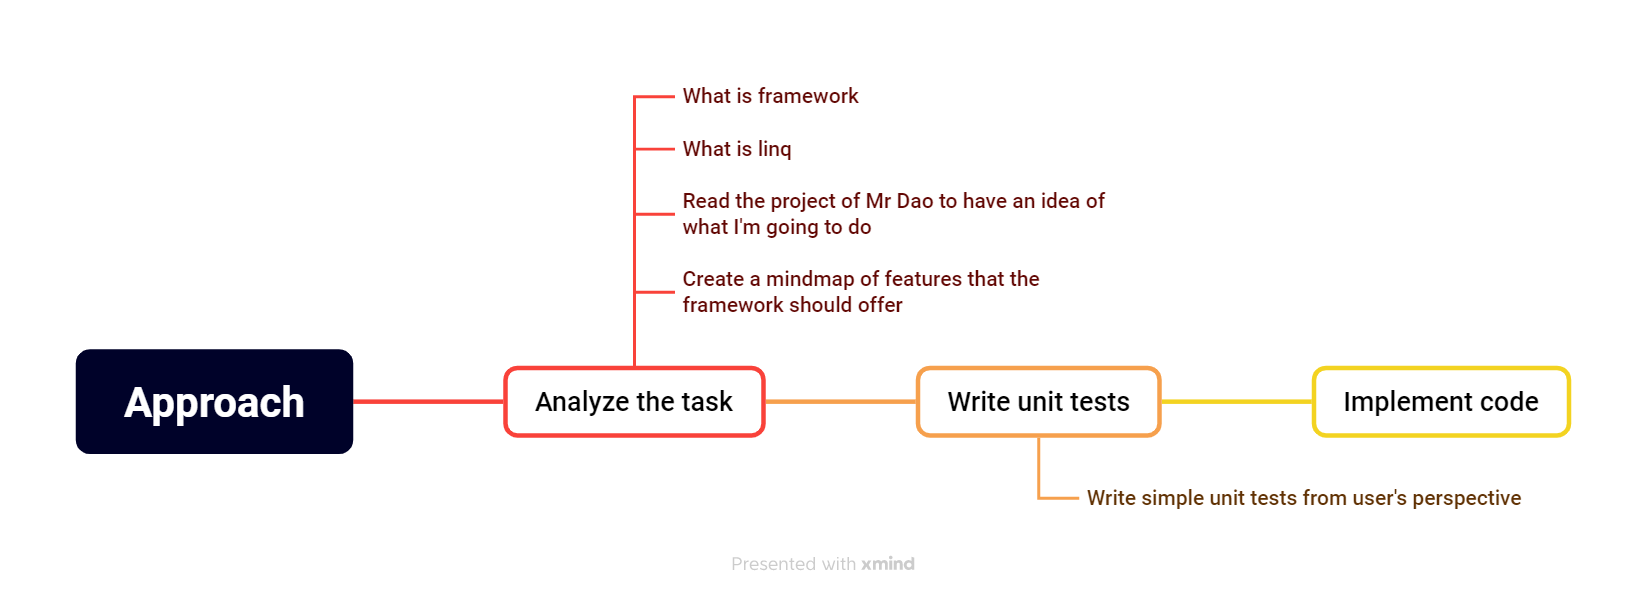 What is framework
What is linq
Read the project of Mr Dao to have an idea of
what I'm going to do
Create a mindmap of features that the
framework should offer
Approach
Analyze the task
Write unit tests
Implement code
Write simple unit tests from user's perspective
Presented with xmind